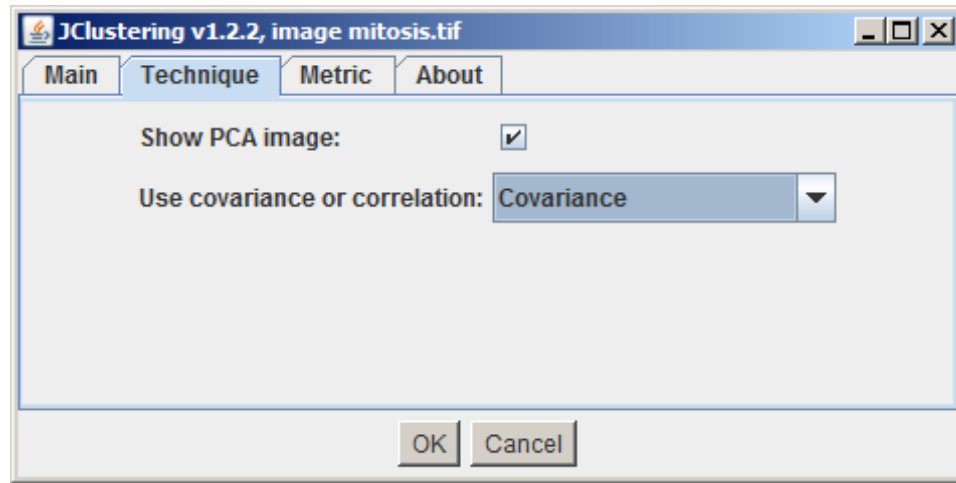 JClustering v1.2.2, image mitosis.tif
Main Technique Metric About
Show PCA image:
Use covariance or correlation: Covariance
OK Cancel